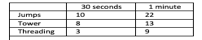 30 seconds 1 minute
Jumps 10 22
Tower 8 13
Threading 3 9